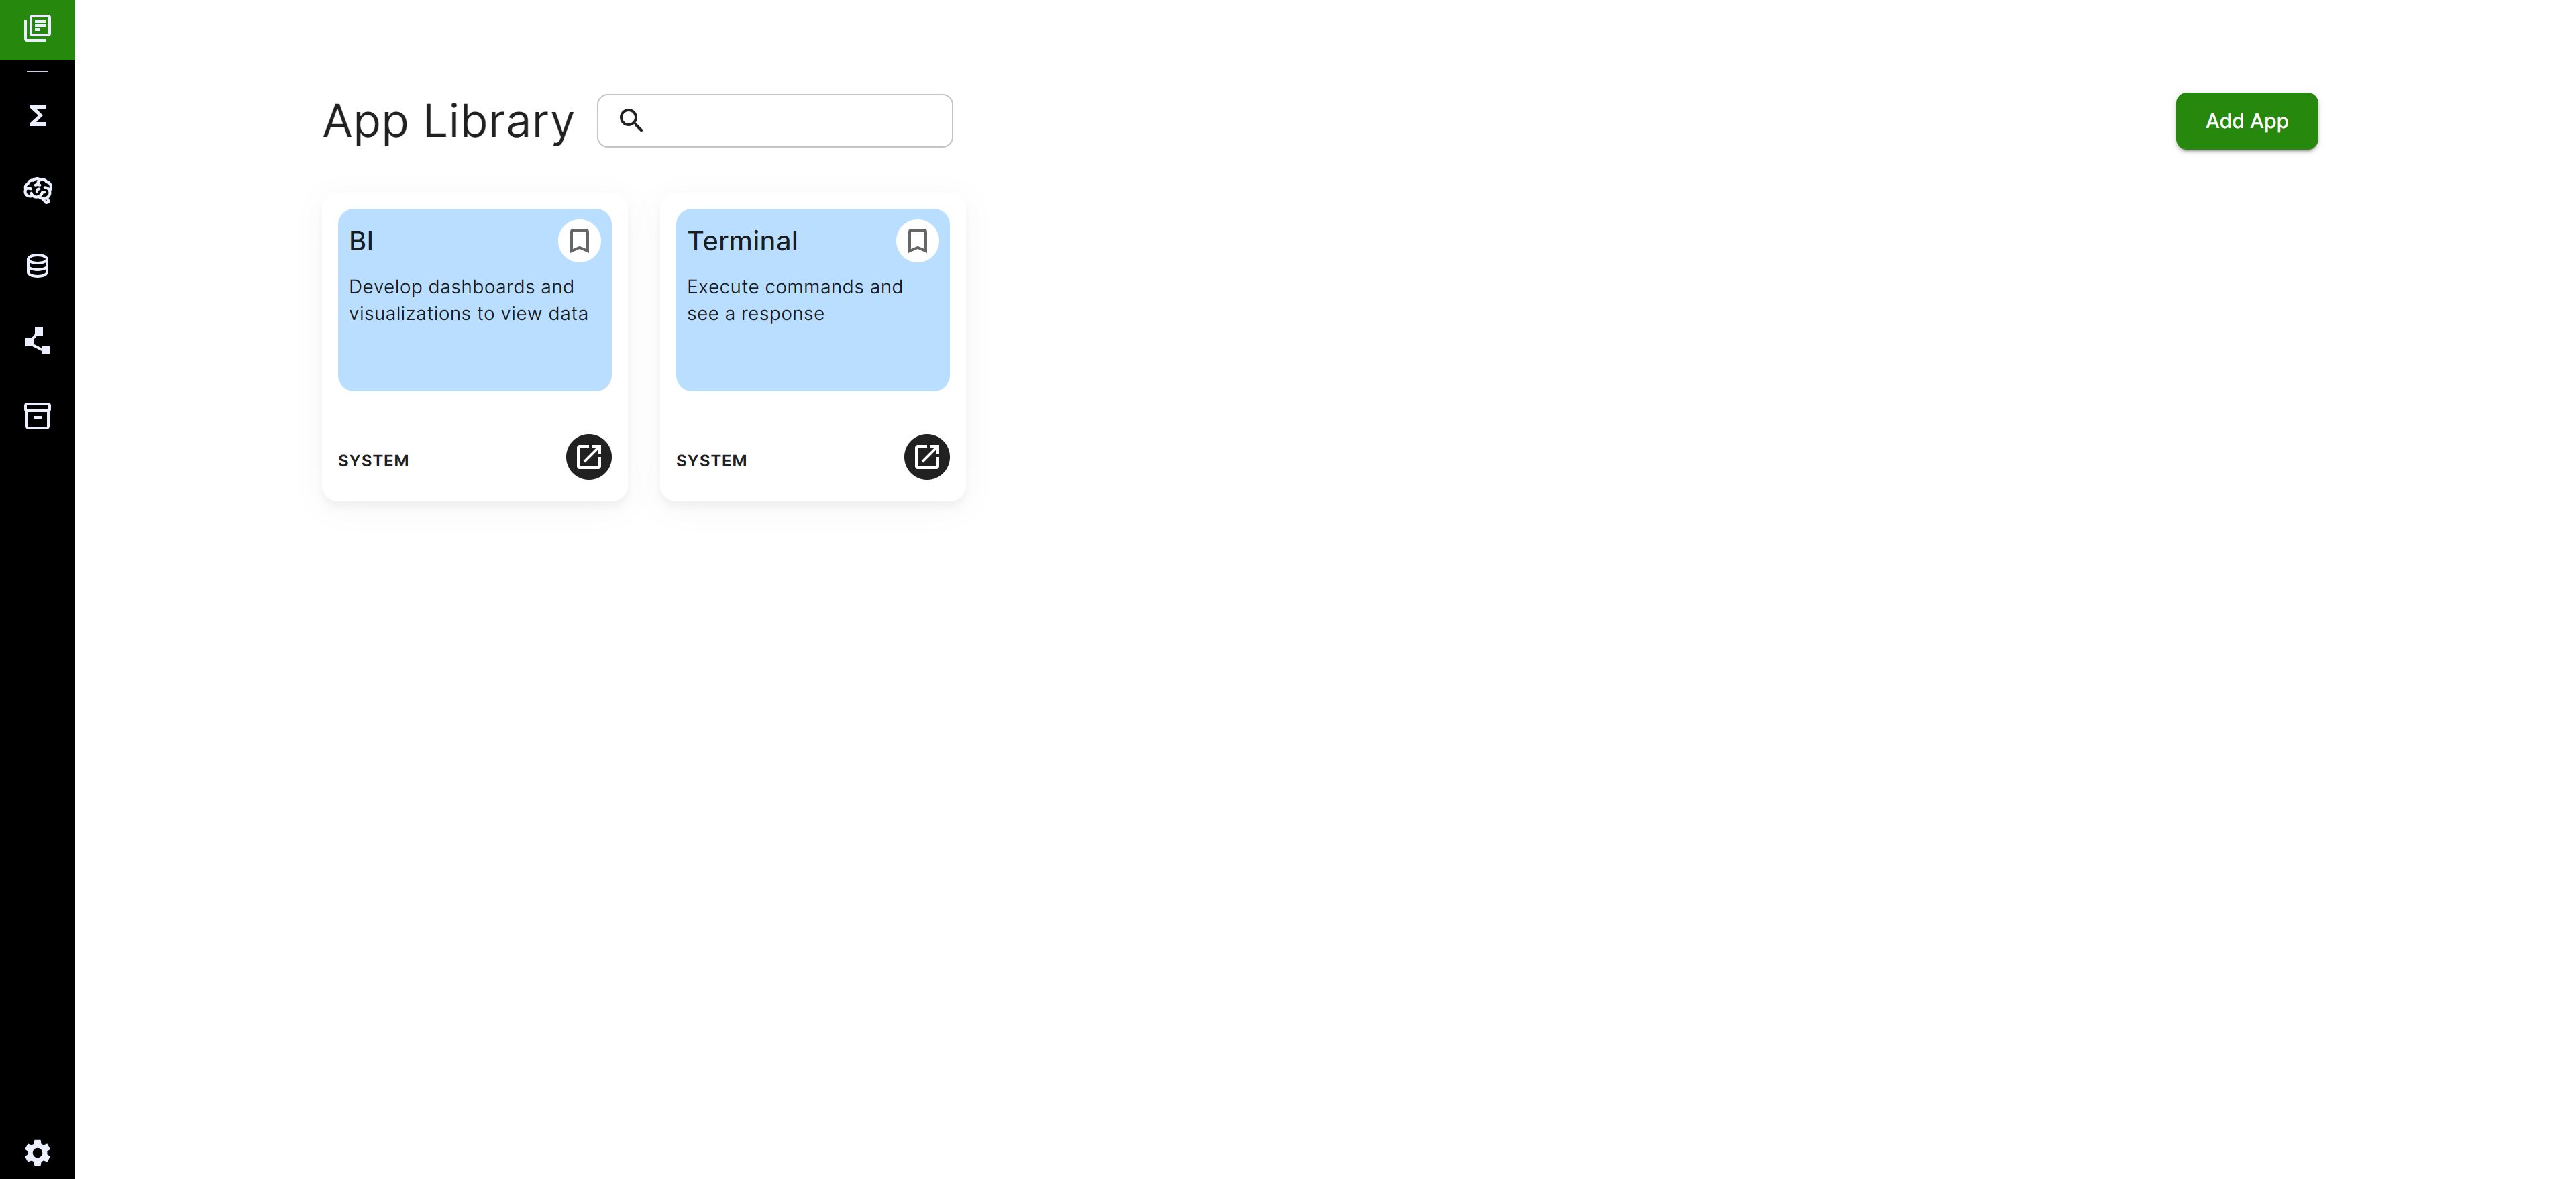 App Library
Add App
BI
Develop dashboards and
visualizations to view data
SYSTEM
Terminal
Execute commands and
see a response
SYSTEM